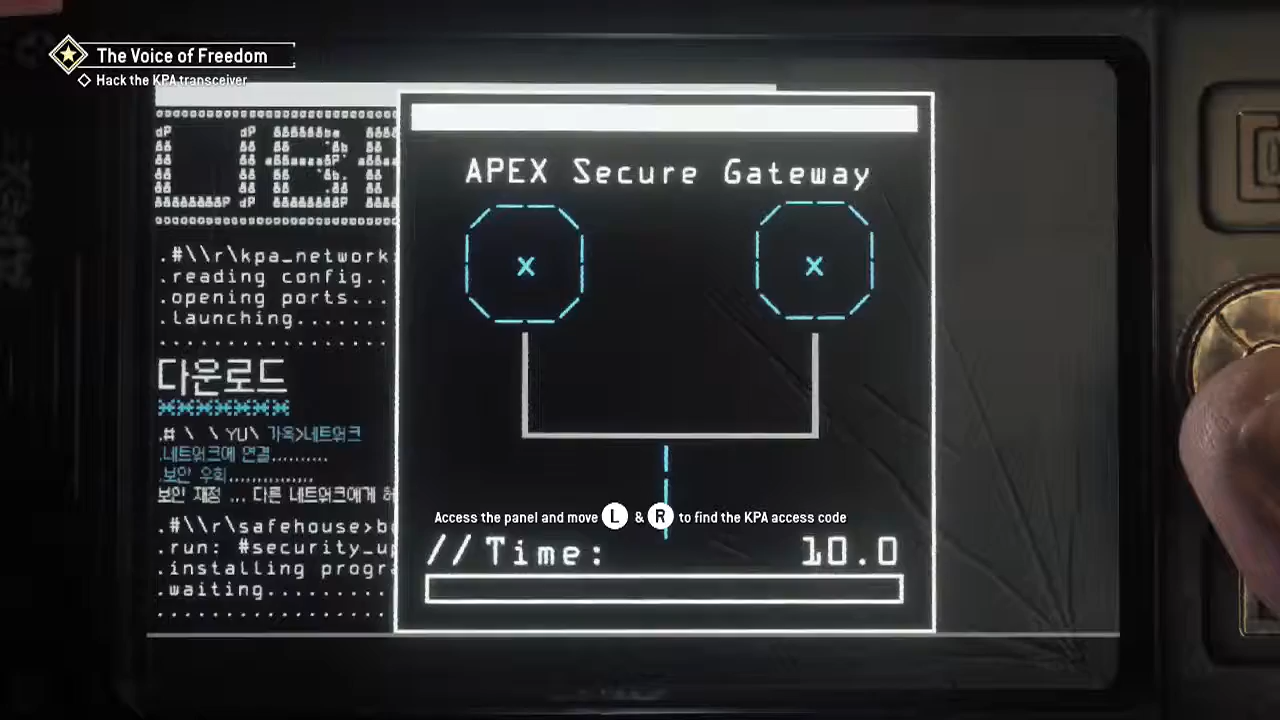 The Voice of Freedom
Hack the KPA transceiver
APEX Secure Gateway
x
x
.#\\r\kpa_network
.reading config...
.opening ports...
.launching.......
다운로드
.# \ \ YU\ 가옥>네트워크
.네트워크에 연결..........
.보안 우회...............
보안 재정 ... 다른 네트워크에게
.#\\r\safehouse>
.run: #security_up
.installing progra
.waiting.........
Access the panel and move L & R to find the KPA access code
//Time: 10.0